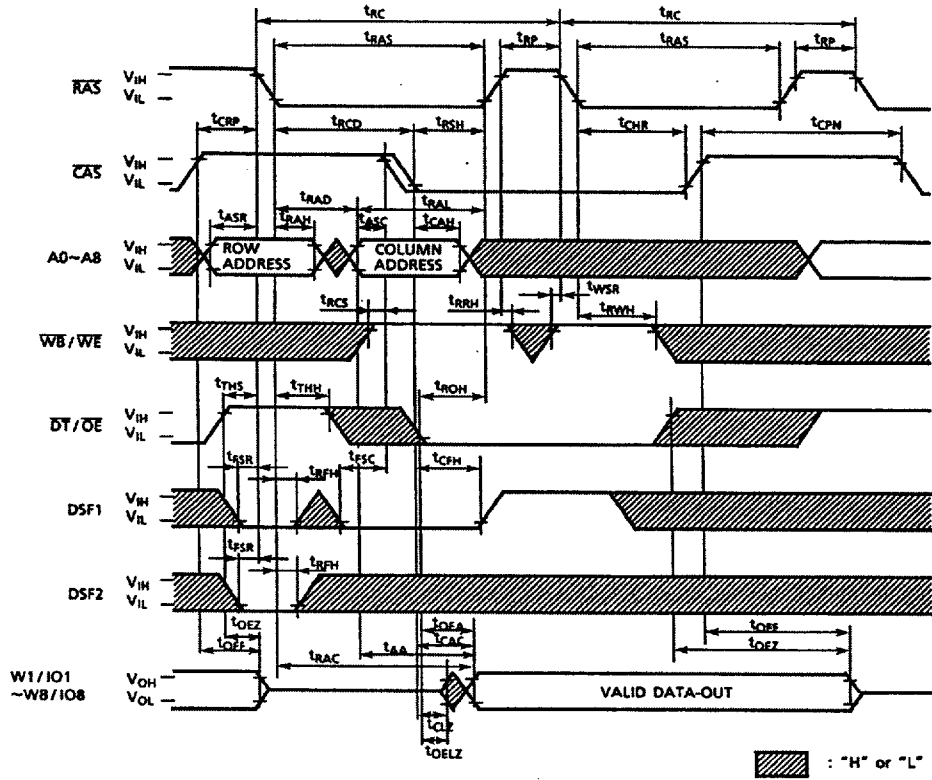 tRC tRC
tRAS tRP tRAS tRP
RAS VIH
VIL
tCRP tRCD tRSH tCHR tCPN
CAS VIH
VIL
tRAD tRAL
tASR tRAH tASC tCAH
A0~A8 VIH
VIL
ROW ADDRESS
COLUMN ADDRESS
tRCS tRRH tWSR tRWH
WB / WE VIH
VIL
tTHS tTHH tROH
DT / OE VIH
VIL
tFSR tRFH tFSC tCFH
DSF1 VIH
VIL
tFSR tRFH
DSF2 VIH
VIL
tOEZ tOEA tOFF
tOFF tCAC tOEZ
tRAC tAA
W1/IO1
~W8/IO8
VOH
VOL
VALID DATA-OUT
tCLZ
tOELZ
: "H" or "L"